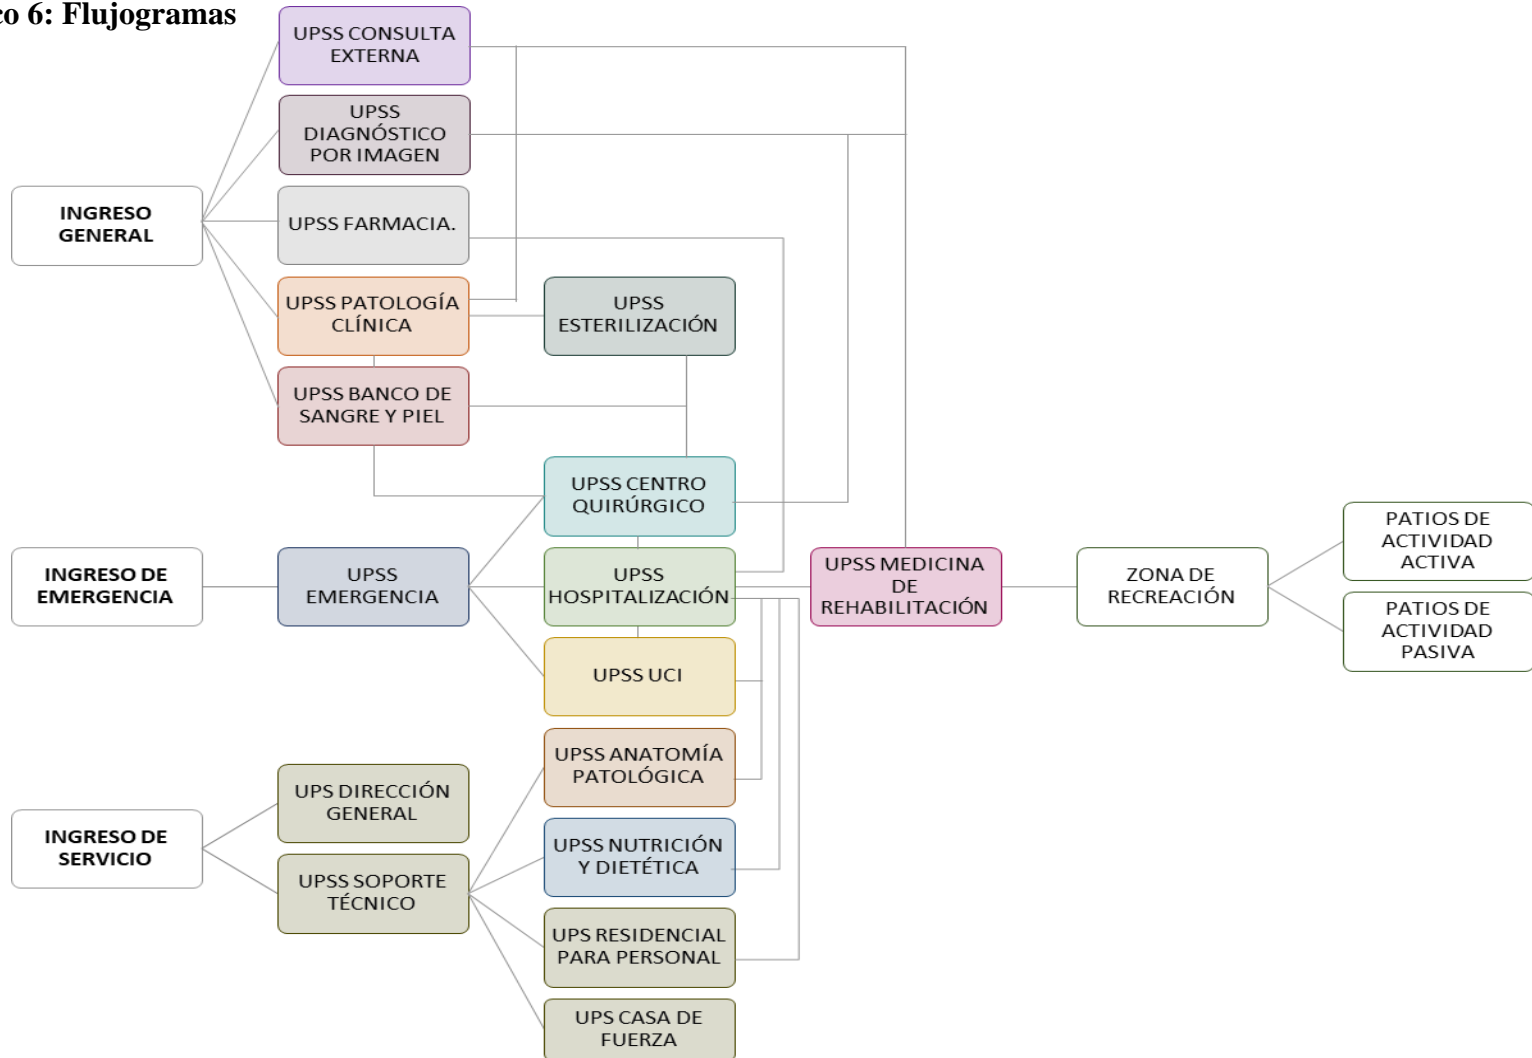 co 6: Flujogramas
UPSS CONSULTA
EXTERNA
UPSS
DIAGNÓSTICO
POR IMAGEN
INGRESO
GENERAL
UPSS FARMACIA.
UPSS PATOLOGÍA
CLÍNICA
UPSS
ESTERILIZACIÓN
UPSS BANCO DE
SANGRE Y PIEL
UPSS CENTRO
QUIRÚRGICO
INGRESO DE
EMERGENCIA
UPSS
EMERGENCIA
UPSS
HOSPITALIZACIÓN
UPSS MEDICINA
DE
REHABILITACIÓN
ZONA DE
RECREACIÓN
PATIOS DE
ACTIVIDAD
ACTIVA
PATIOS DE
ACTIVIDAD
PASIVA
UPSS UCI
UPSS ANATOMÍA
PATOLÓGICA
INGRESO DE
SERVICIO
UPS DIRECCIÓN
GENERAL
UPSS SOPORTE
TÉCNICO
UPSS NUTRICIÓN
Y DIETÉTICA
UPS RESIDENCIAL
PARA PERSONAL
UPS CASA DE
FUERZA